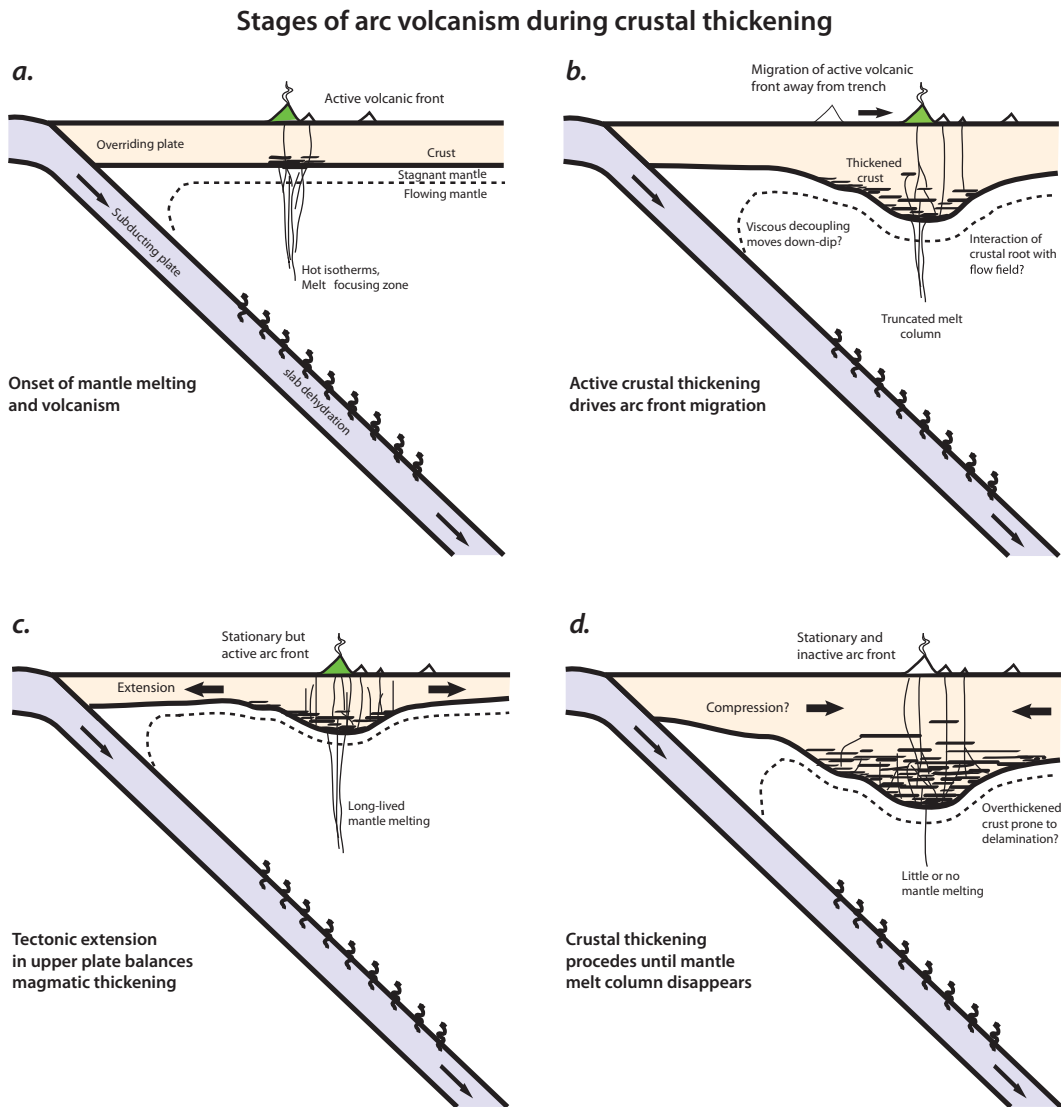 Stages of arc volcanism during crustal thickening
a.
Active volcanic front
Overriding plate
Crust
Stagnant mantle
Flowing mantle
Subducting plate
Hot isotherms,
Melt focusing zone
slab dehydration
Onset of mantle melting
and volcanism
b.
Migration of active volcanic
front away from trench
Thickened
crust
Viscous decoupling
moves down-dip?
Interaction of
crustal root with
flow field?
Truncated melt
column
Active crustal thickening
drives arc front migration
c.
Stationary but
active arc front
Extension
Long-lived
mantle melting
Tectonic extension
in upper plate balances
magmatic thickening
d.
Stationary and
inactive arc front
Compression?
Overthickened
crust prone to
delamination?
Little or no
mantle melting
Crustal thickening
procedes until mantle
melt column disappears